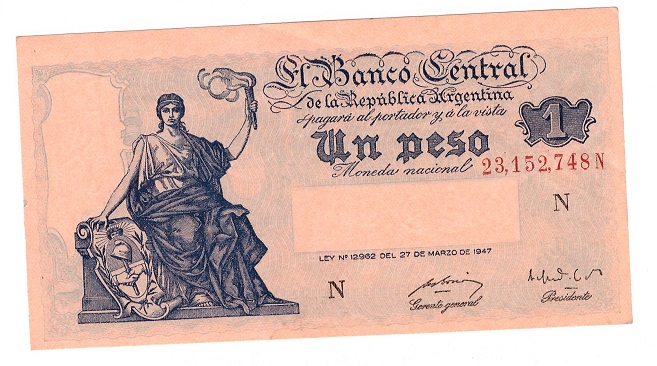 El Banco Central
de la República Argentina
pagará al portador y á la vista
1
Un peso
Moneda nacional
23,152,748 N
N
LEY Nº 12962 DEL 27 DE MARZO DE 1947
N
Gerente general
Presidente